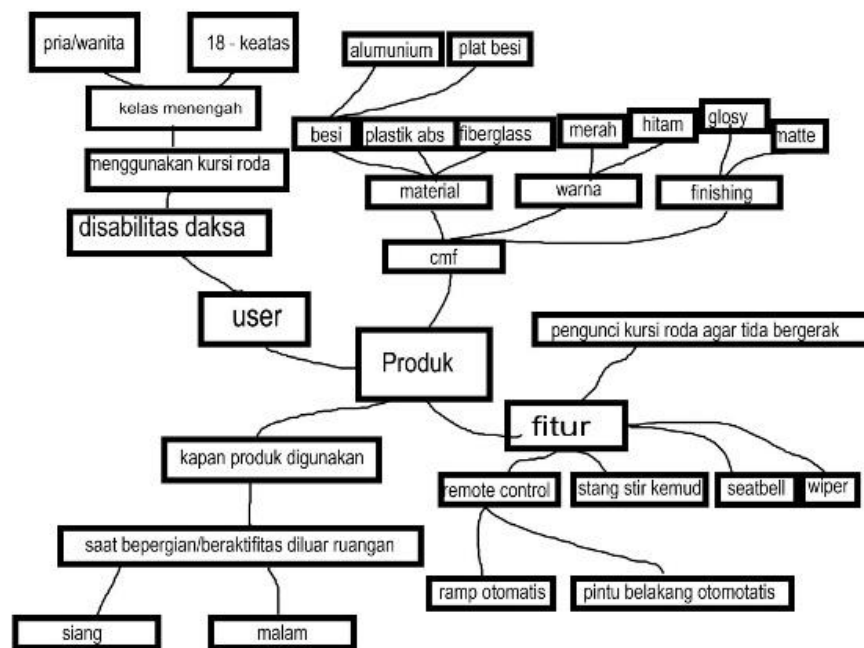 pria/wanita
18 - keatas
alumunium
plat besi
kelas menengah
besi
plastik abs
fiberglass
merah
hitam
glosy
matte
menggunakan kursi roda
material
warna
finishing
disabilitas daksa
cmf
user
pengunci kursi roda agar tida bergerak
Produk
fitur
kapan produk digunakan
remote control
stang stir kemud
seatbell
wiper
saat bepergian/beraktifitas diluar ruangan
ramp otomatis
pintu belakang otomotatis
siang
malam